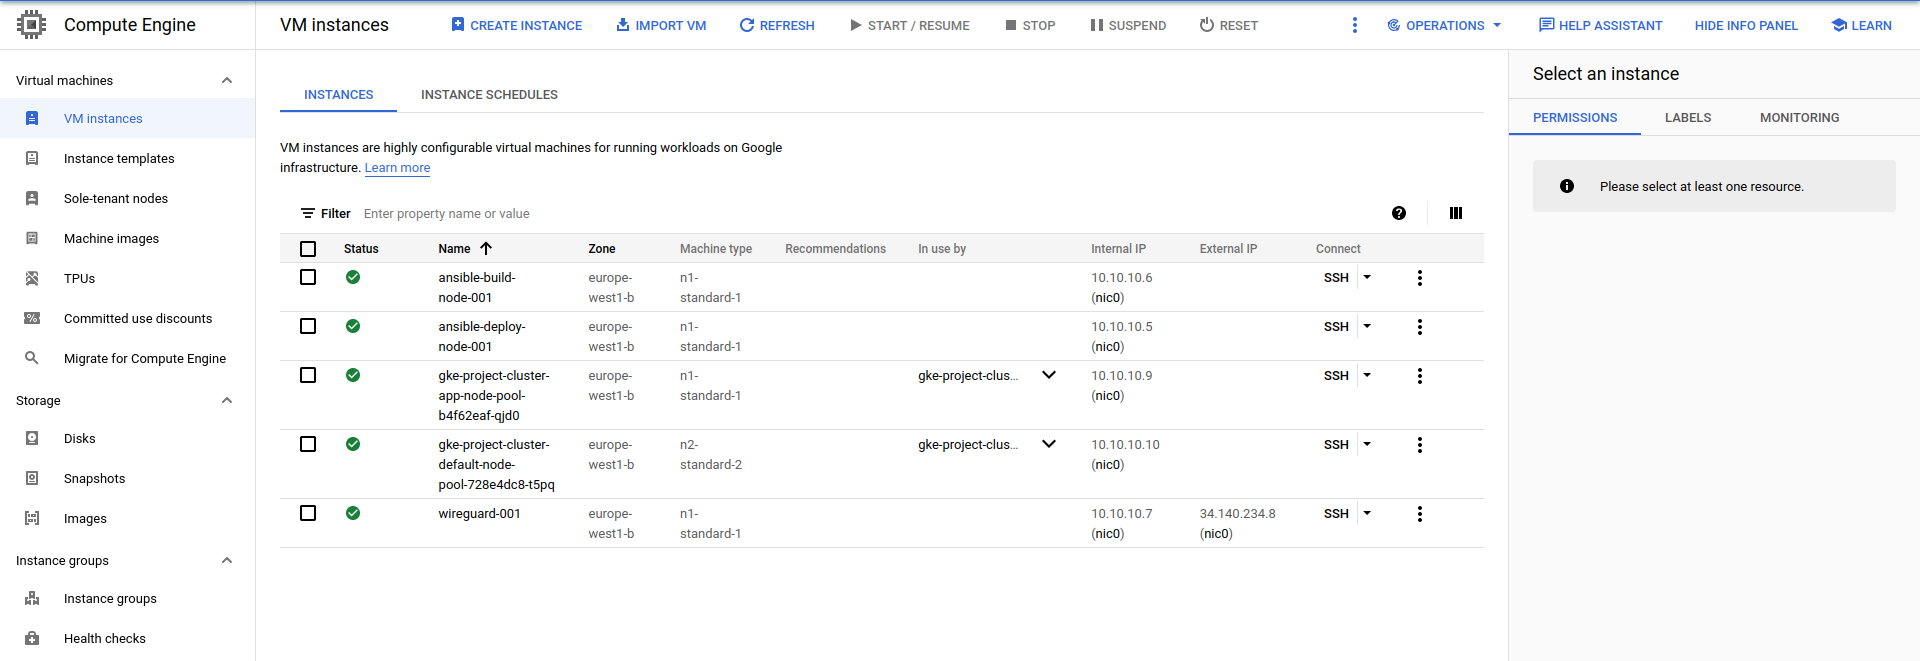 Compute Engine
VM instances
CREATE INSTANCE
IMPORT VM
REFRESH
START / RESUME
STOP
SUSPEND
RESET
OPERATIONS
HELP ASSISTANT
HIDE INFO PANEL
LEARN
Virtual machines
VM instances
Instance templates
Sole-tenant nodes
Machine images
TPUs
Committed use discounts
Migrate for Compute Engine
Storage
Disks
Snapshots
Images
Instance groups
Instance groups
Health checks
INSTANCES
INSTANCE SCHEDULES
VM instances are highly configurable virtual machines for running workloads on Google
infrastructure. Learn more
Filter Enter property name or value
Status Name Zone Machine type Recommendations In use by Internal IP External IP Connect
ansible-build- europe- n1- 10.10.10.6 SSH
node-001 west1-b standard-1 (nic0)
ansible-deploy- europe- n1- 10.10.10.5 SSH
node-001 west1-b standard-1 (nic0)
gke-project-cluster- europe- n1- gke-project-clus... 10.10.10.9 SSH
app-node-pool- west1-b standard-1 (nic0)
b4f62eaf-qjd0
gke-project-cluster- europe- n2- gke-project-clus... 10.10.10.10 SSH
default-node- west1-b standard-2 (nic0)
pool-728e4dc8-t5pq
wireguard-001 europe- n1- 10.10.10.7 34.140.234.8 SSH
west1-b standard-1 (nic0) (nic0)
Select an instance
PERMISSIONS
LABELS
MONITORING
Please select at least one resource.